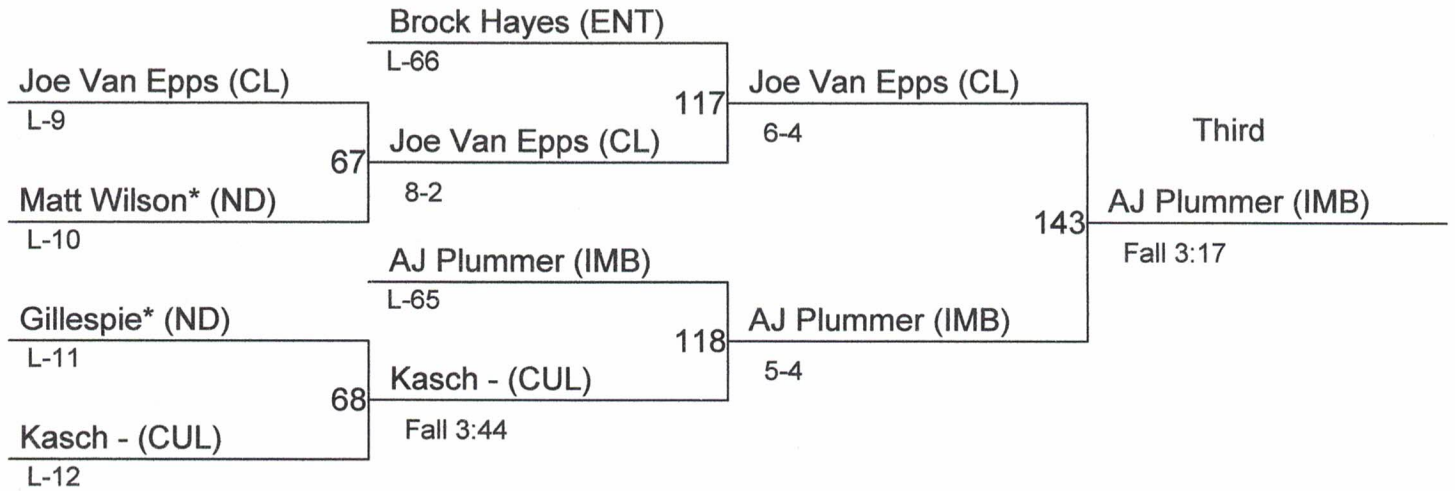 Brock Hayes (ENT)
L-66
Joe Van Epps (CL)
L-9
117
Joe Van Epps (CL)
6-4
Third
67
Joe Van Epps (CL)
8-2
Matt Wilson* (ND)
L-10
143
AJ Plummer (IMB)
Fall 3:17
AJ Plummer (IMB)
L-65
Gillespie* (ND)
L-11
118
AJ Plummer (IMB)
5-4
68
Kasch - (CUL)
Fall 3:44
Kasch - (CUL)
L-12